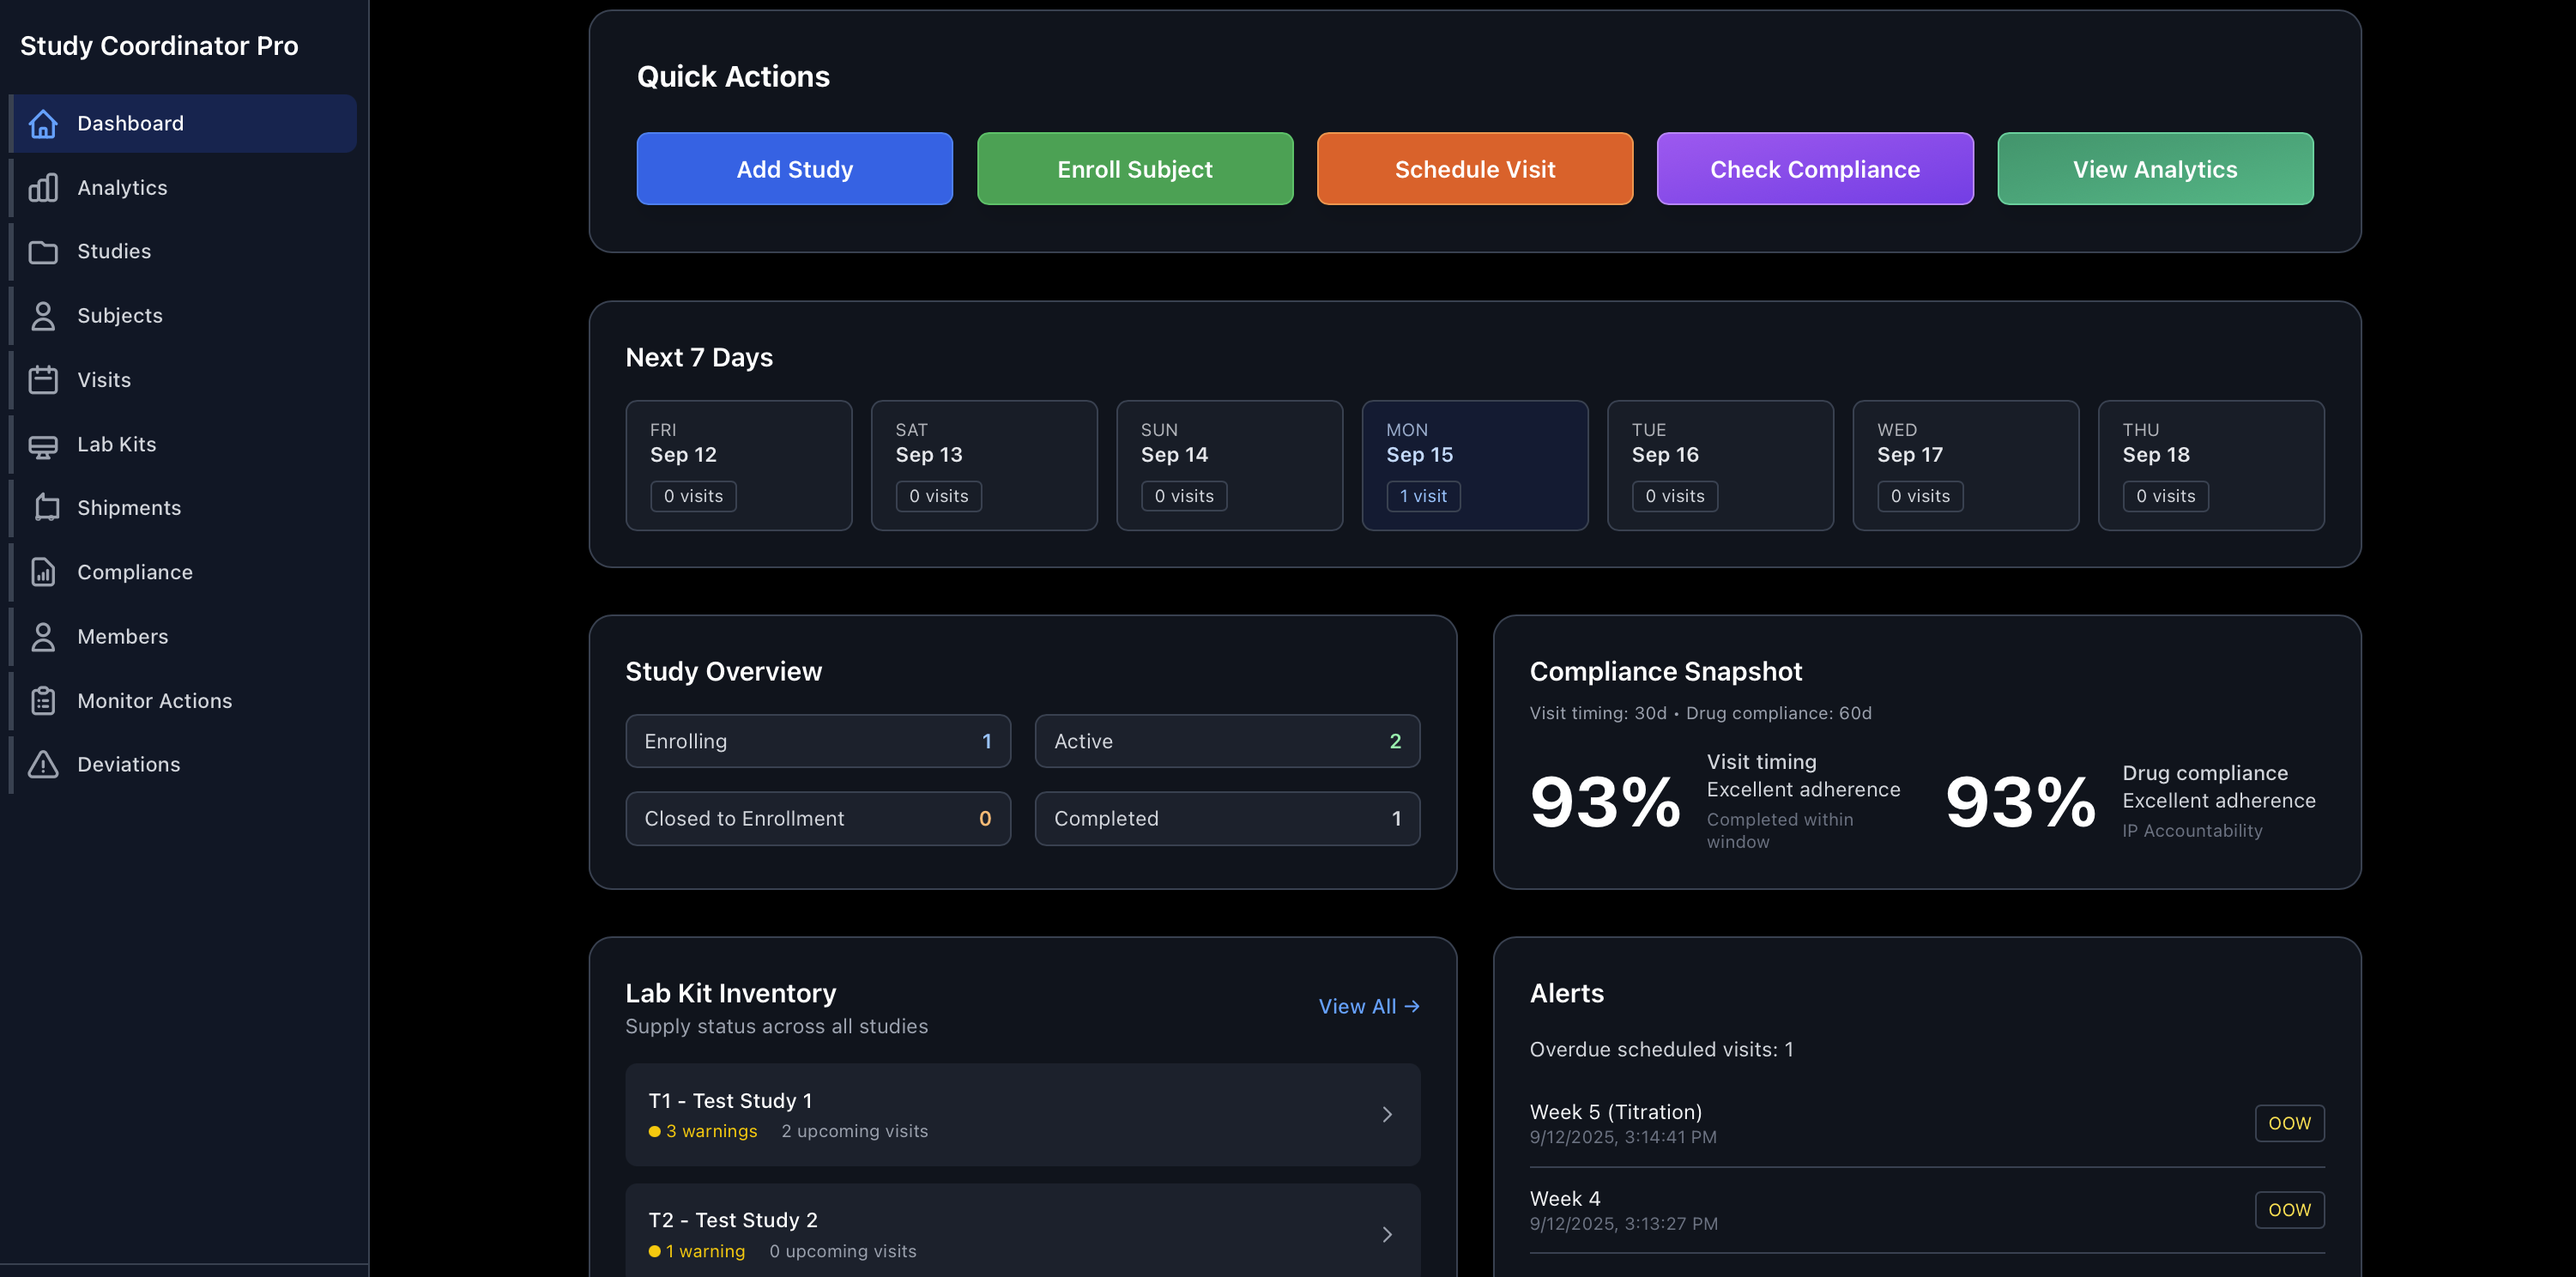 Study Coordinator Pro
Dashboard
Analytics
Studies
Subjects
Visits
Lab Kits
Shipments
Compliance
Members
Monitor Actions
Deviations
Quick Actions
Add Study
Enroll Subject
Schedule Visit
Check Compliance
View Analytics
Next 7 Days
FRI
Sep 12
0 visits
SAT
Sep 13
0 visits
SUN
Sep 14
0 visits
MON
Sep 15
1 visit
TUE
Sep 16
0 visits
WED
Sep 17
0 visits
THU
Sep 18
0 visits
Study Overview
Enrolling 1
Active 2
Closed to Enrollment 0
Completed 1
Compliance Snapshot
Visit timing: 30d • Drug compliance: 60d
93%
Visit timing
Excellent adherence
Completed within
window
93%
Drug compliance
Excellent adherence
IP Accountability
Lab Kit Inventory
Supply status across all studies
View All →
T1 - Test Study 1
3 warnings 2 upcoming visits
T2 - Test Study 2
1 warning 0 upcoming visits
Alerts
Overdue scheduled visits: 1
Week 5 (Titration)
9/12/2025, 3:14:41 PM
OOW
Week 4
9/12/2025, 3:13:27 PM
OOW